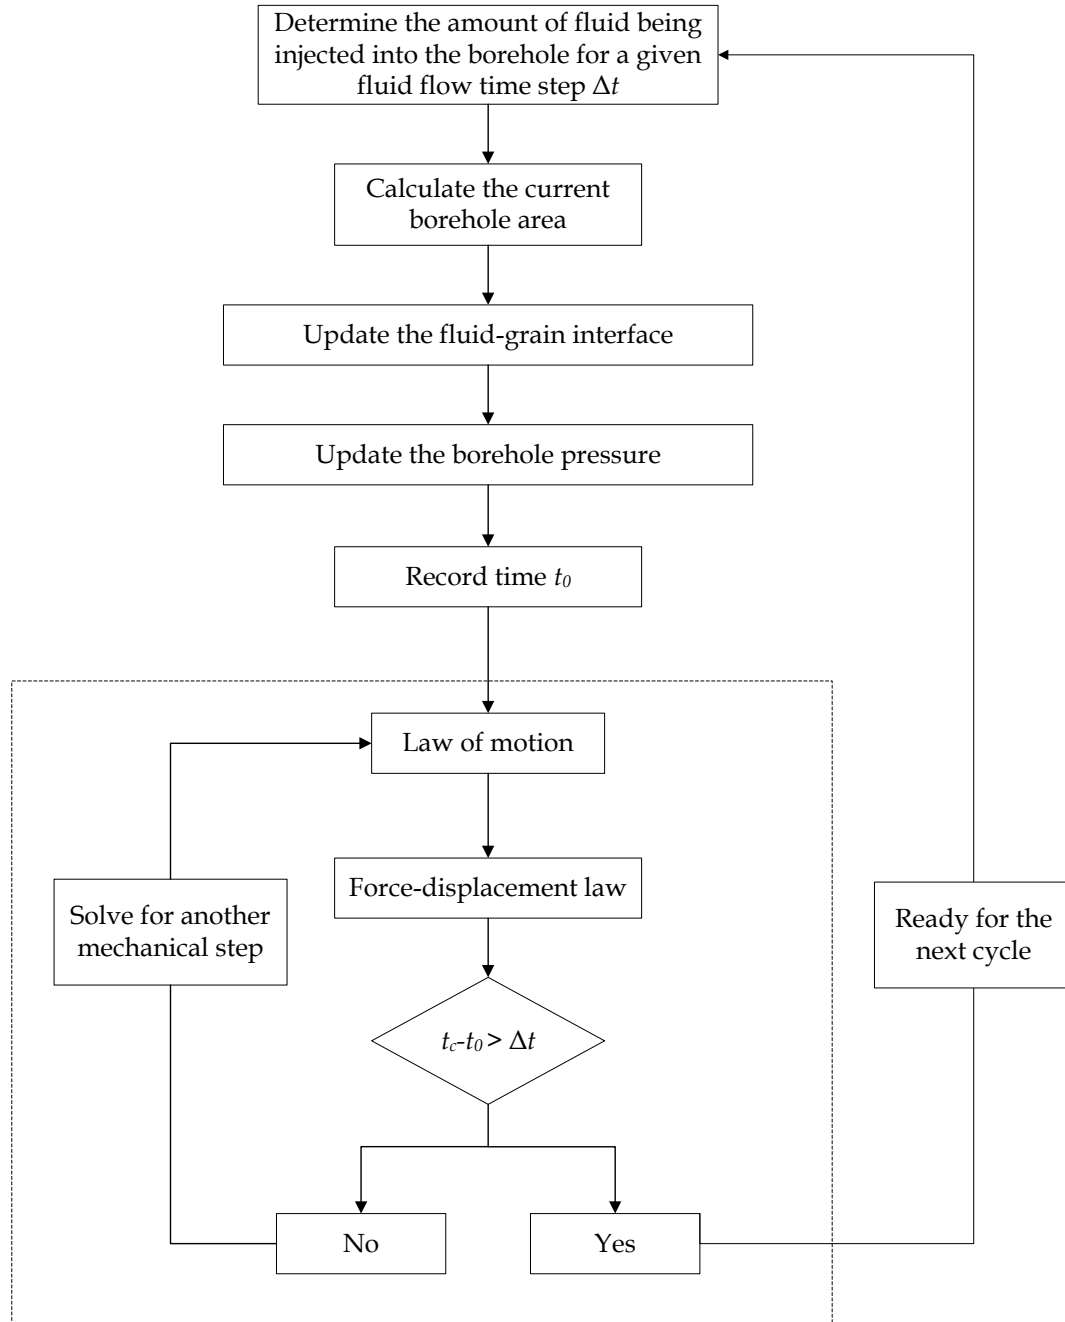 Determine the amount of fluid being
injected into the borehole for a given
fluid flow time step Δt
Calculate the current
borehole area
Update the fluid-grain interface
Update the borehole pressure
Record time t₀
Law of motion
Force-displacement law
Solve for another
mechanical step
Ready for the
next cycle
t꜀-t₀ > Δt
No
Yes